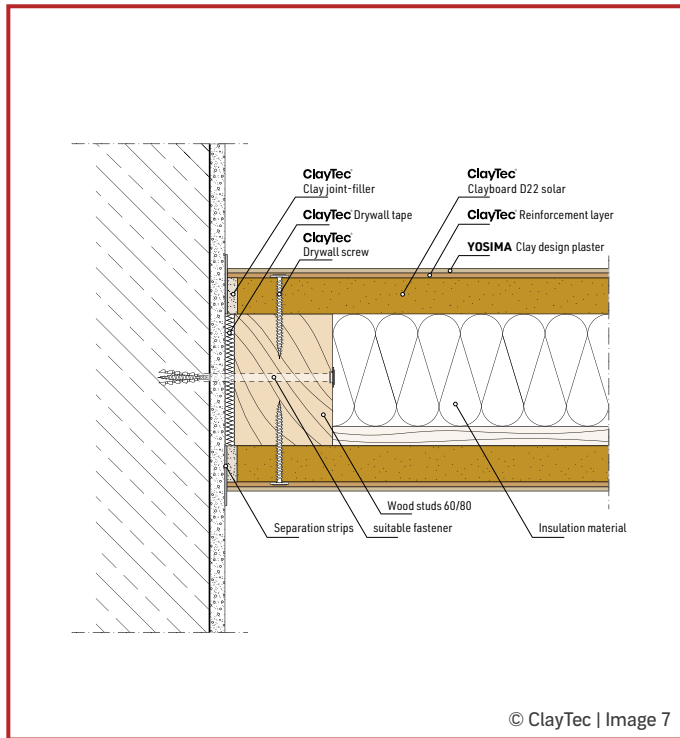 ClayTec
Clay joint-filler
ClayTec Drywall tape
ClayTec
Drywall screw
ClayTec
Clayboard D22 solar
ClayTec Reinforcement layer
YOSIMA Clay design plaster
Wood studs 60/80
Separation strips
suitable fastener
Insulation material
© ClayTec | Image 7